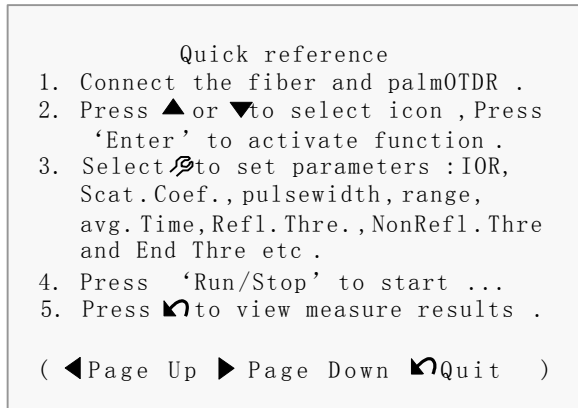 Quick reference
1. Connect the fiber and palmOTDR .
2. Press ▲ or ▼to select icon ,Press
‘Enter’ to activate function .
3. Select to set parameters :IOR,
Scat.Coef.,pulsewidth,range,
avg.Time,Refl.Thre.,NonRefl.Thre
and End Thre etc .
4. Press ‘Run/Stop’ to start ...
5. Press ↶ to view measure results .
( ◀Page Up ▶ Page Down ↶Quit )